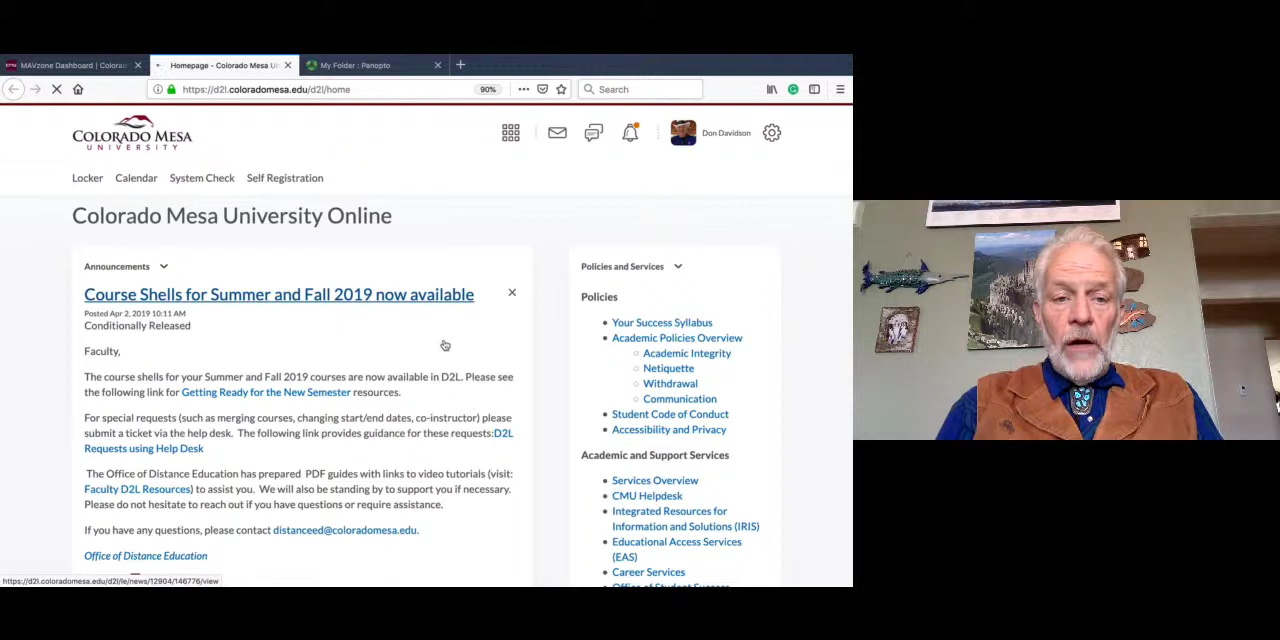 MAVzone Dashboard | Colorad
Homepage - Colorado Mesa Un
My Folder : Panopto
https://d2l.coloradomesa.edu/d2l/home
90%
Search
COLORADO MESA
UNIVERSITY
Don Davidson
Locker Calendar System Check Self Registration
Colorado Mesa University Online
Announcements
Course Shells for Summer and Fall 2019 now available
Posted Apr 2, 2019 10:11 AM
Conditionally Released
Faculty,
The course shells for your Summer and Fall 2019 courses are now available in D2L. Please see
the following link for Getting Ready for the New Semester resources.
For special requests (such as merging courses, changing start/end dates, co-instructor) please
submit a ticket via the help desk. The following link provides guidance for these requests:D2L
Requests using Help Desk
The Office of Distance Education has prepared PDF guides with links to video tutorials (visit:
Faculty D2L Resources) to assist you. We will also be standing by to support you if necessary.
Please do not hesitate to reach out if you have questions or require assistance.
If you have any questions, please contact distanceed@coloradomesa.edu.
Office of Distance Education
https://d2l.coloradomesa.edu/d2l/le/news/12904/146776/view
Policies and Services
Policies
Your Success Syllabus
Academic Policies Overview
Academic Integrity
Netiquette
Withdrawal
Communication
Student Code of Conduct
Accessibility and Privacy
Academic and Support Services
Services Overview
CMU Helpdesk
Integrated Resources for
Information and Solutions (IRIS)
Educational Access Services
(EAS)
Career Services
Office of Student Success